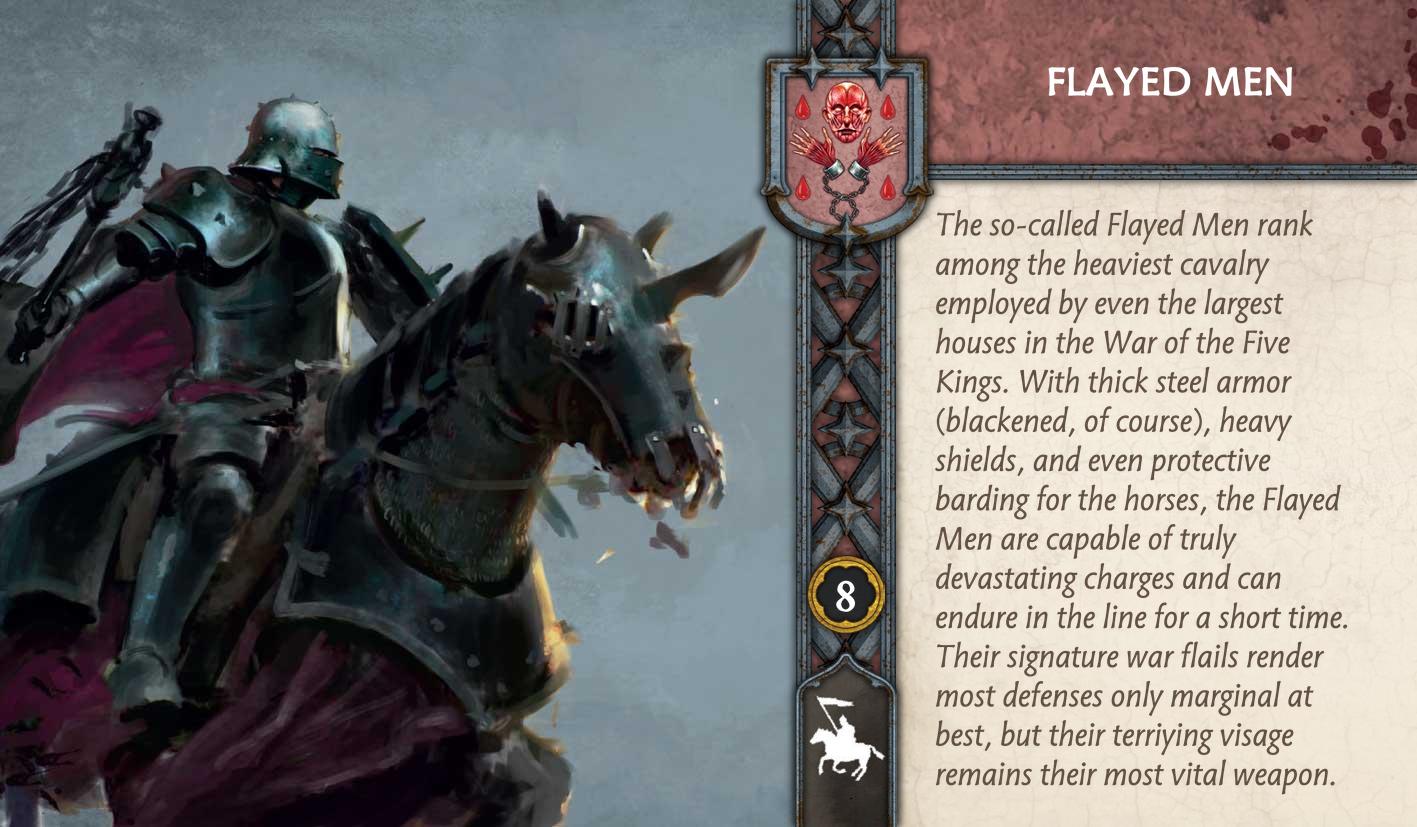 FLAYED MEN
The so-called Flayed Men rank
among the heaviest cavalry
employed by even the largest
houses in the War of the Five
Kings. With thick steel armor
(blackened, of course), heavy
shields, and even protective
barding for the horses, the Flayed
Men are capable of truly
devastating charges and can
endure in the line for a short time.
Their signature war flails render
most defenses only marginal at
best, but their terriying visage
remains their most vital weapon.
8